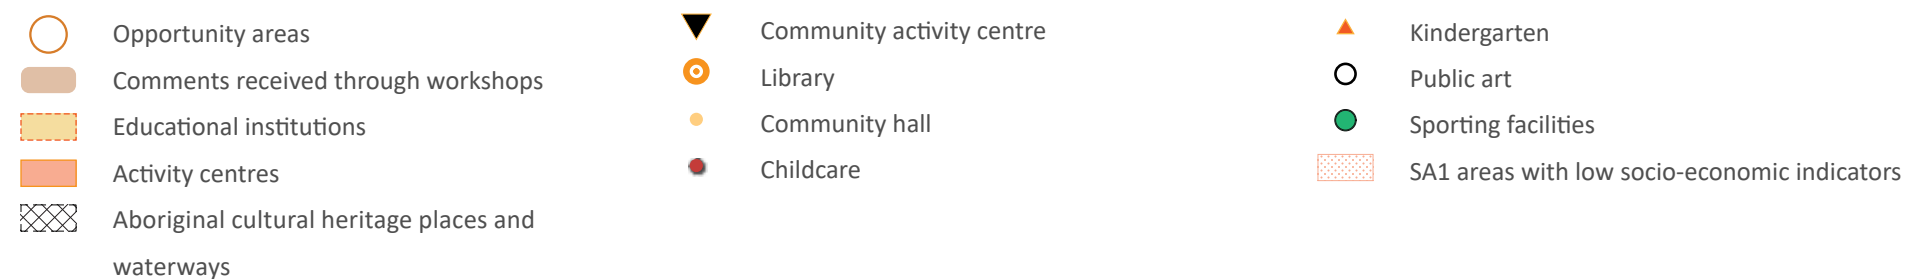 Opportunity areas
Comments received through workshops
Educational institutions
Activity centres
Aboriginal cultural heritage places and
waterways
Community activity centre
Library
Community hall
Childcare
Kindergarten
Public art
Sporting facilities
SA1 areas with low socio-economic indicators